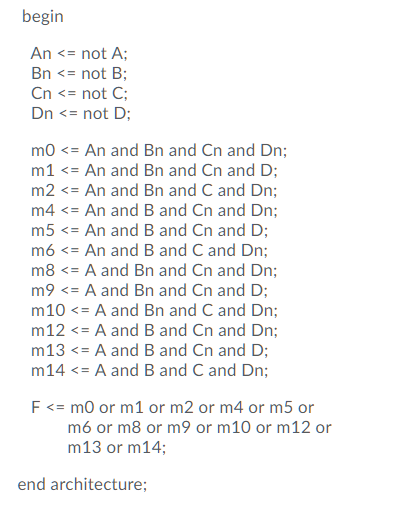 begin
An <= not A;
Bn <= not B;
Cn <= not C;
Dn <= not D;
m0 <= An and Bn and Cn and Dn;
m1 <= An and Bn and Cn and D;
m2 <= An and Bn and C and Dn;
m4 <= An and B and Cn and Dn;
m5 <= An and B and Cn and D;
m6 <= An and B and C and Dn;
m8 <= A and Bn and Cn and Dn;
m9 <= A and Bn and Cn and D;
m10 <= A and Bn and C and Dn;
m12 <= A and B and Cn and Dn;
m13 <= A and B and Cn and D;
m14 <= A and B and C and Dn;
F <= m0 or m1 or m2 or m4 or m5 or
m6 or m8 or m9 or m10 or m12 or
m13 or m14;
end architecture;